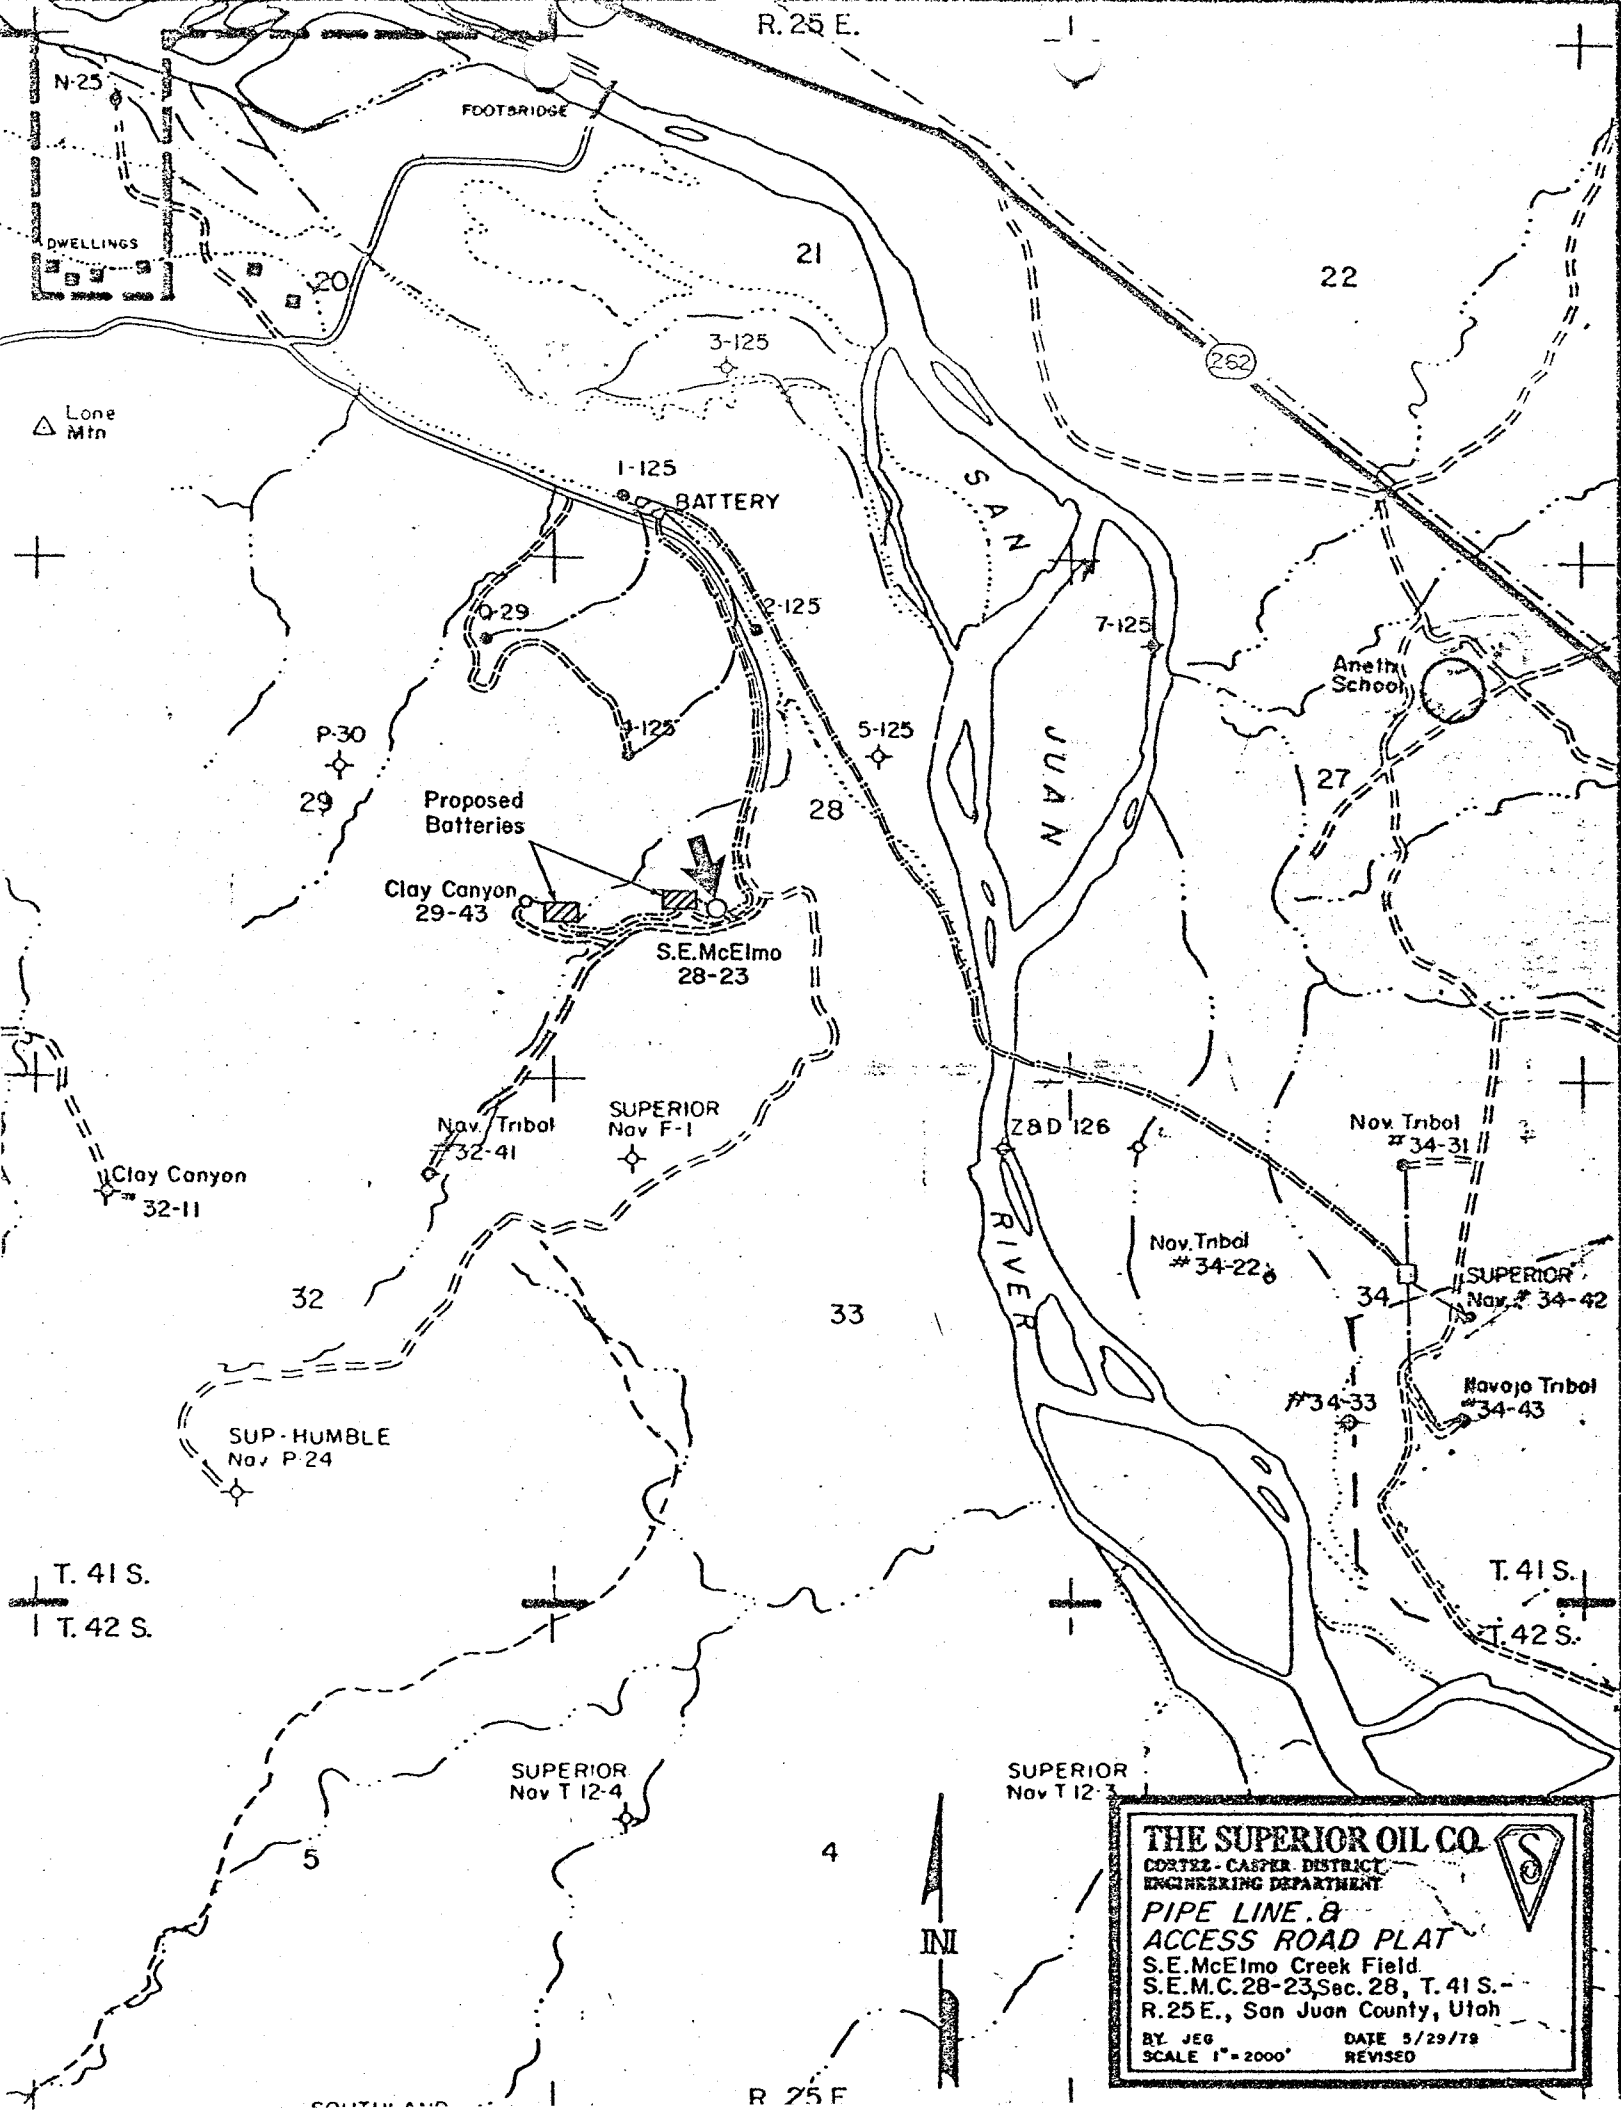 R. 25 E.
N-25
FOOTBRIDGE
DWELLINGS
20
21
22
3-125
262
Lone
Mtn
1-125
BATTERY
SAN
2-125
7-125
Aneth
School
P-30
29
5-125
JUAN
27
Proposed
Batteries
28
Clay Canyon
29-43
S.E.McElmo
28-23
Nav. Tribal
#32-41
SUPERIOR
Nav F-1
Z&D 126
Nav. Tribal
# 34-31
Clay Canyon
32-11
RIVER
Nav. Tribal
# 34-22
32
33
34
SUPERIOR
Nav. # 34-42
#34-33
Navajo Tribal
#34-43
SUP-HUMBLE
Nav P-24
T. 41 S.
T. 42 S.
T. 41 S.
T. 42 S.
SUPERIOR
Nav T 12-4
SUPERIOR
Nav T 12-3
5
4
N
THE SUPERIOR OIL CO.
S
CORTEZ - CASPER DISTRICT
ENGINEERING DEPARTMENT
PIPE LINE &
ACCESS ROAD PLAT
S.E.McElmo Creek Field
S.E.M.C. 28-23, Sec. 28, T. 41 S.-
R. 25 E., San Juan County, Utah
BY JEG DATE 5/29/79
SCALE 1" = 2000' REVISED
R. 25 E.